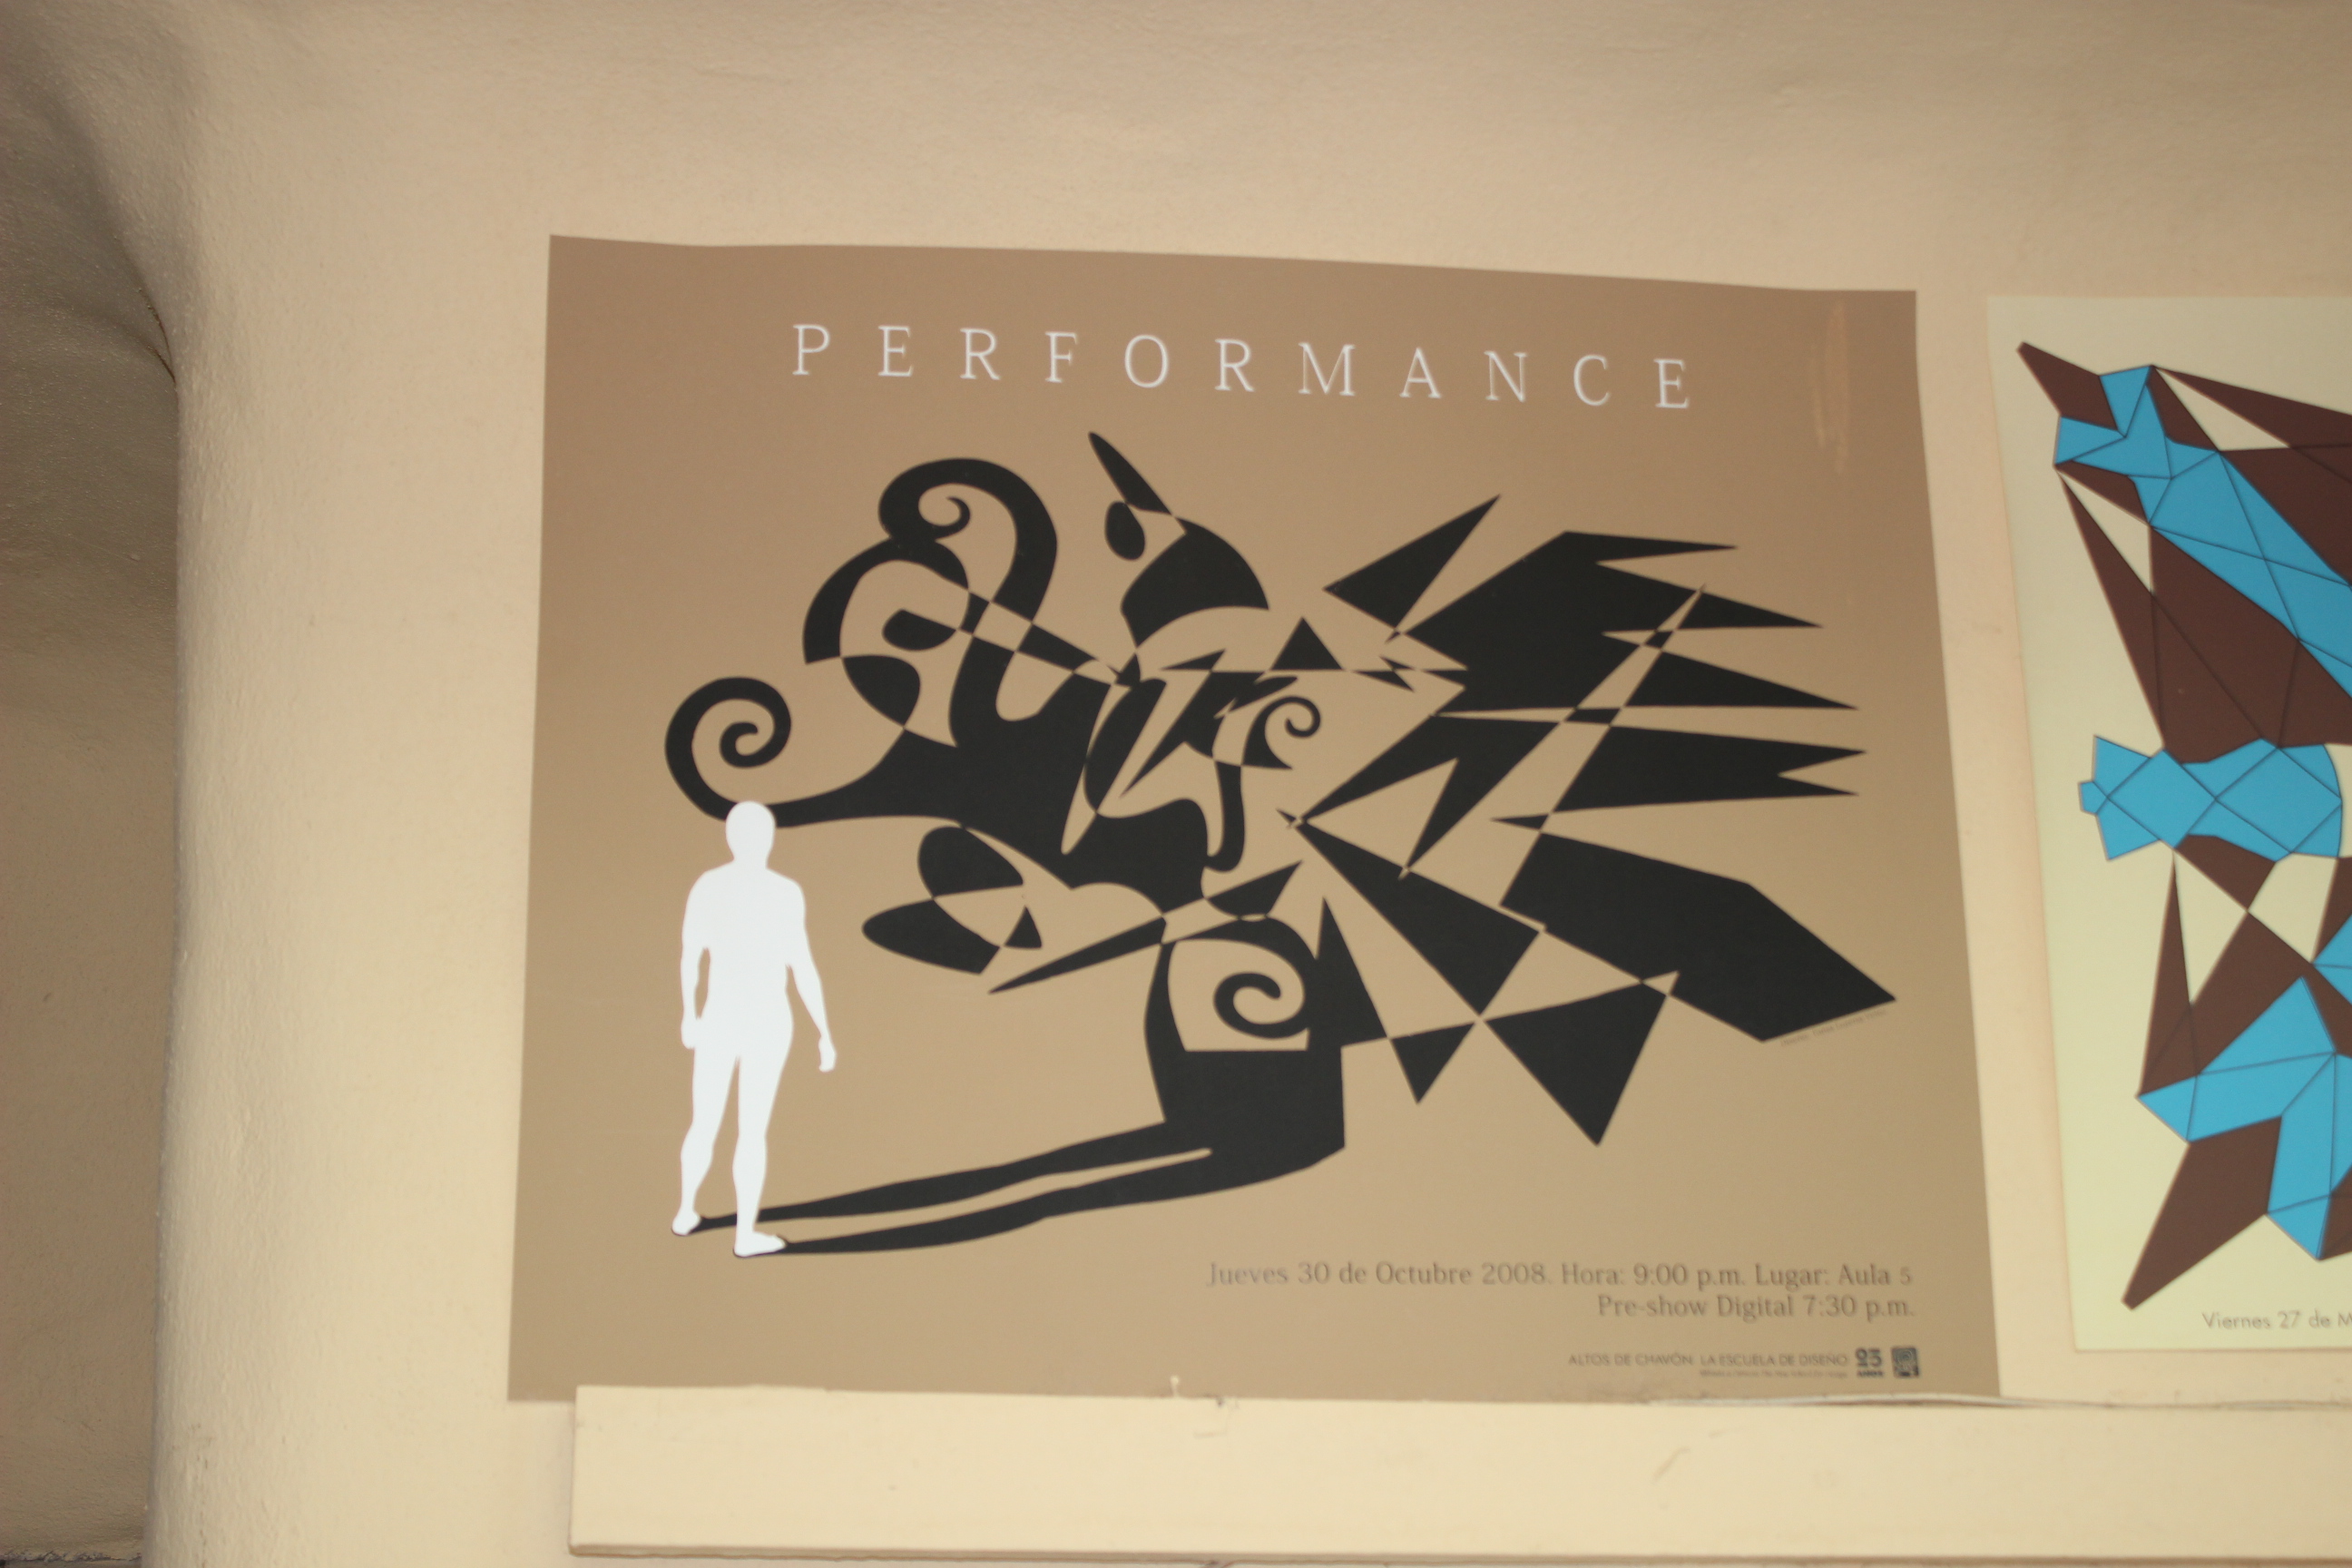 PERFORMANCE
Jueves 30 de Octubre 2008. Hora: 9:00 p.m. Lugar: Aula 5
Pre-show Digital 7:30 p.m.
ALTOS DE CHAVÓN LA ESCUELA DE DISEÑO
Viernes 27 de M